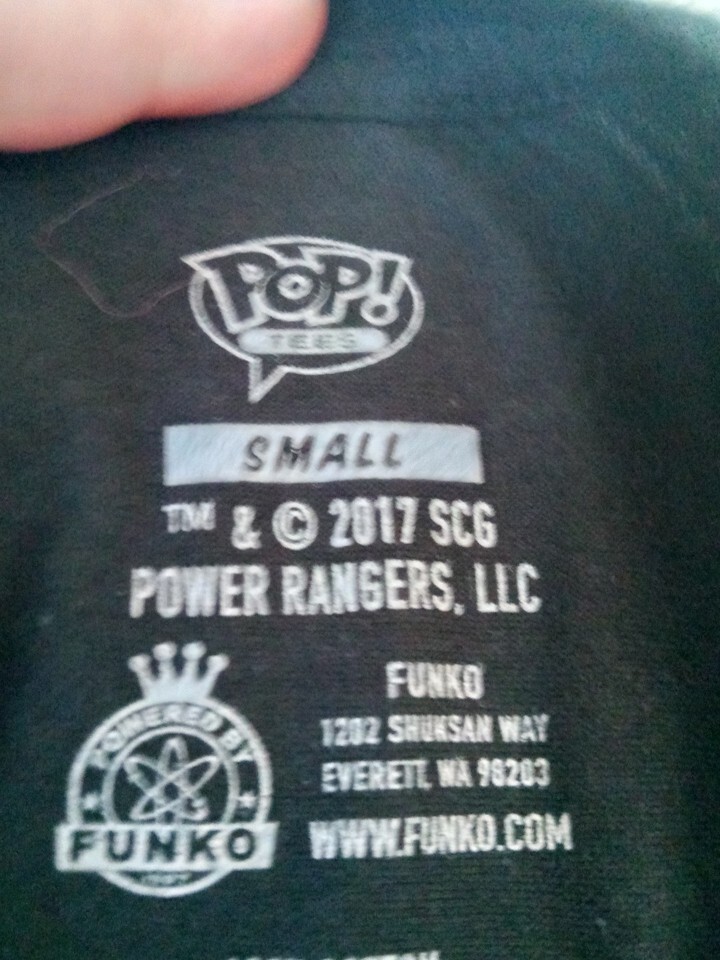 POP!
TEES
SMALL
™ & © 2017 SCG
POWER RANGERS, LLC
FUNKO
1202 SHUKSAN WAY
EVERETT, WA 98203
WWW.FUNKO.COM
POWERED BY
FUNKO